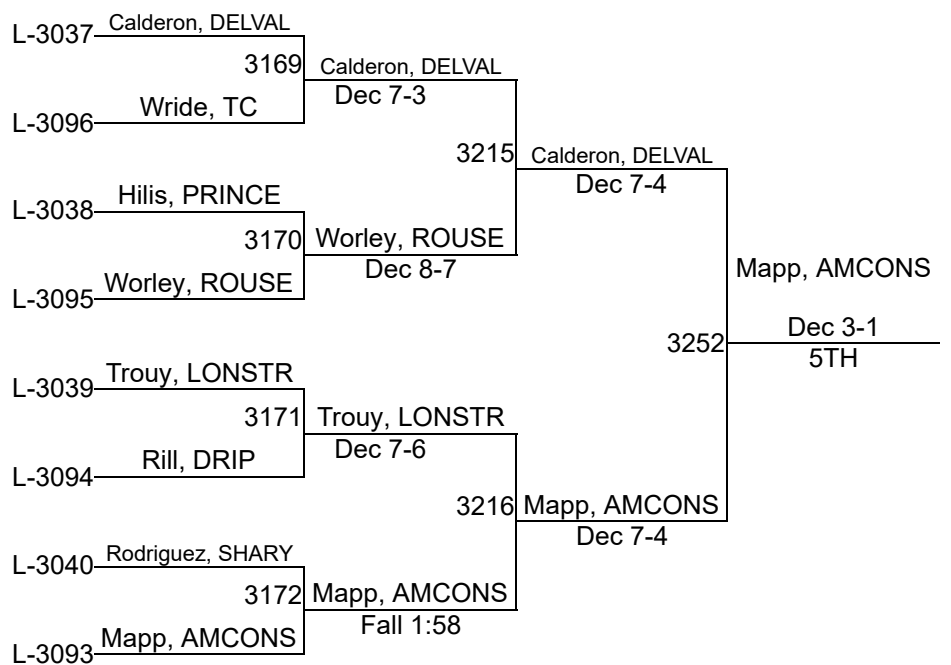 L-3037
Calderon, DELVAL
3169
Calderon, DELVAL
Dec 7-3
L-3096
Wride, TC
3215
Calderon, DELVAL
Dec 7-4
L-3038
Hilis, PRINCE
3170
Worley, ROUSE
Dec 8-7
L-3095
Worley, ROUSE
Mapp, AMCONS
3252
Dec 3-1
5TH
L-3039
Trouy, LONSTR
3171
Trouy, LONSTR
Dec 7-6
L-3094
Rill, DRIP
3216
Mapp, AMCONS
Dec 7-4
L-3040
Rodriguez, SHARY
3172
Mapp, AMCONS
Fall 1:58
L-3093
Mapp, AMCONS